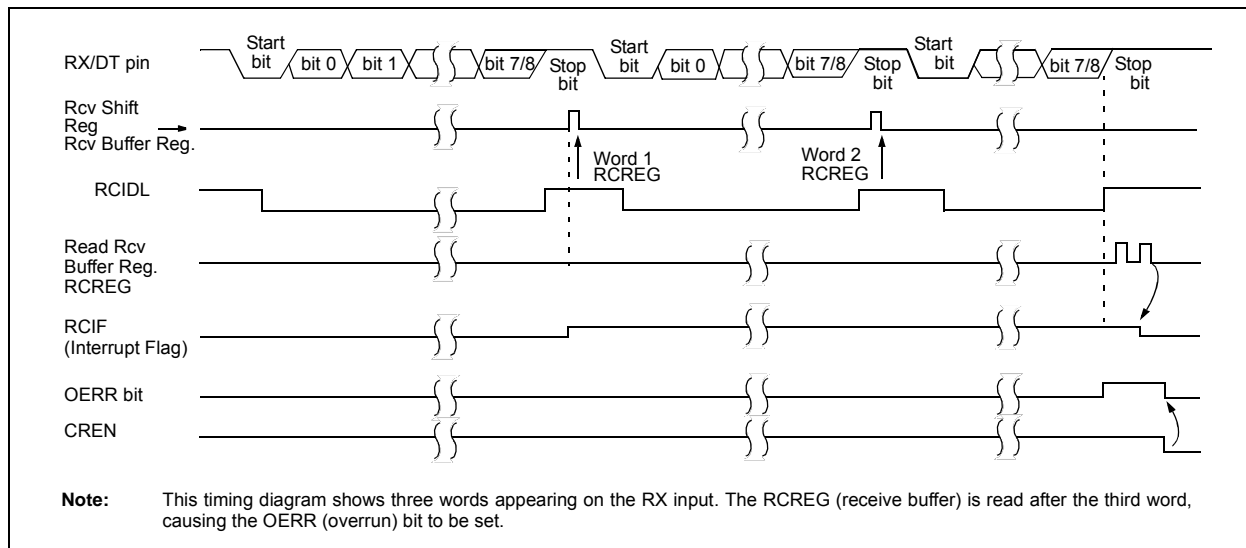 RX/DT pin
Start bit
bit 0
bit 1
bit 7/8
Stop bit
Start bit
bit 0
bit 7/8
Stop bit
Start bit
bit 7/8
Stop bit
Rcv Shift
Reg
Rcv Buffer Reg.
Word 1
RCREG
Word 2
RCREG
RCIDL
Read Rcv
Buffer Reg.
RCREG
RCIF
(Interrupt Flag)
OERR bit
CREN
Note: This timing diagram shows three words appearing on the RX input. The RCREG (receive buffer) is read after the third word,
causing the OERR (overrun) bit to be set.